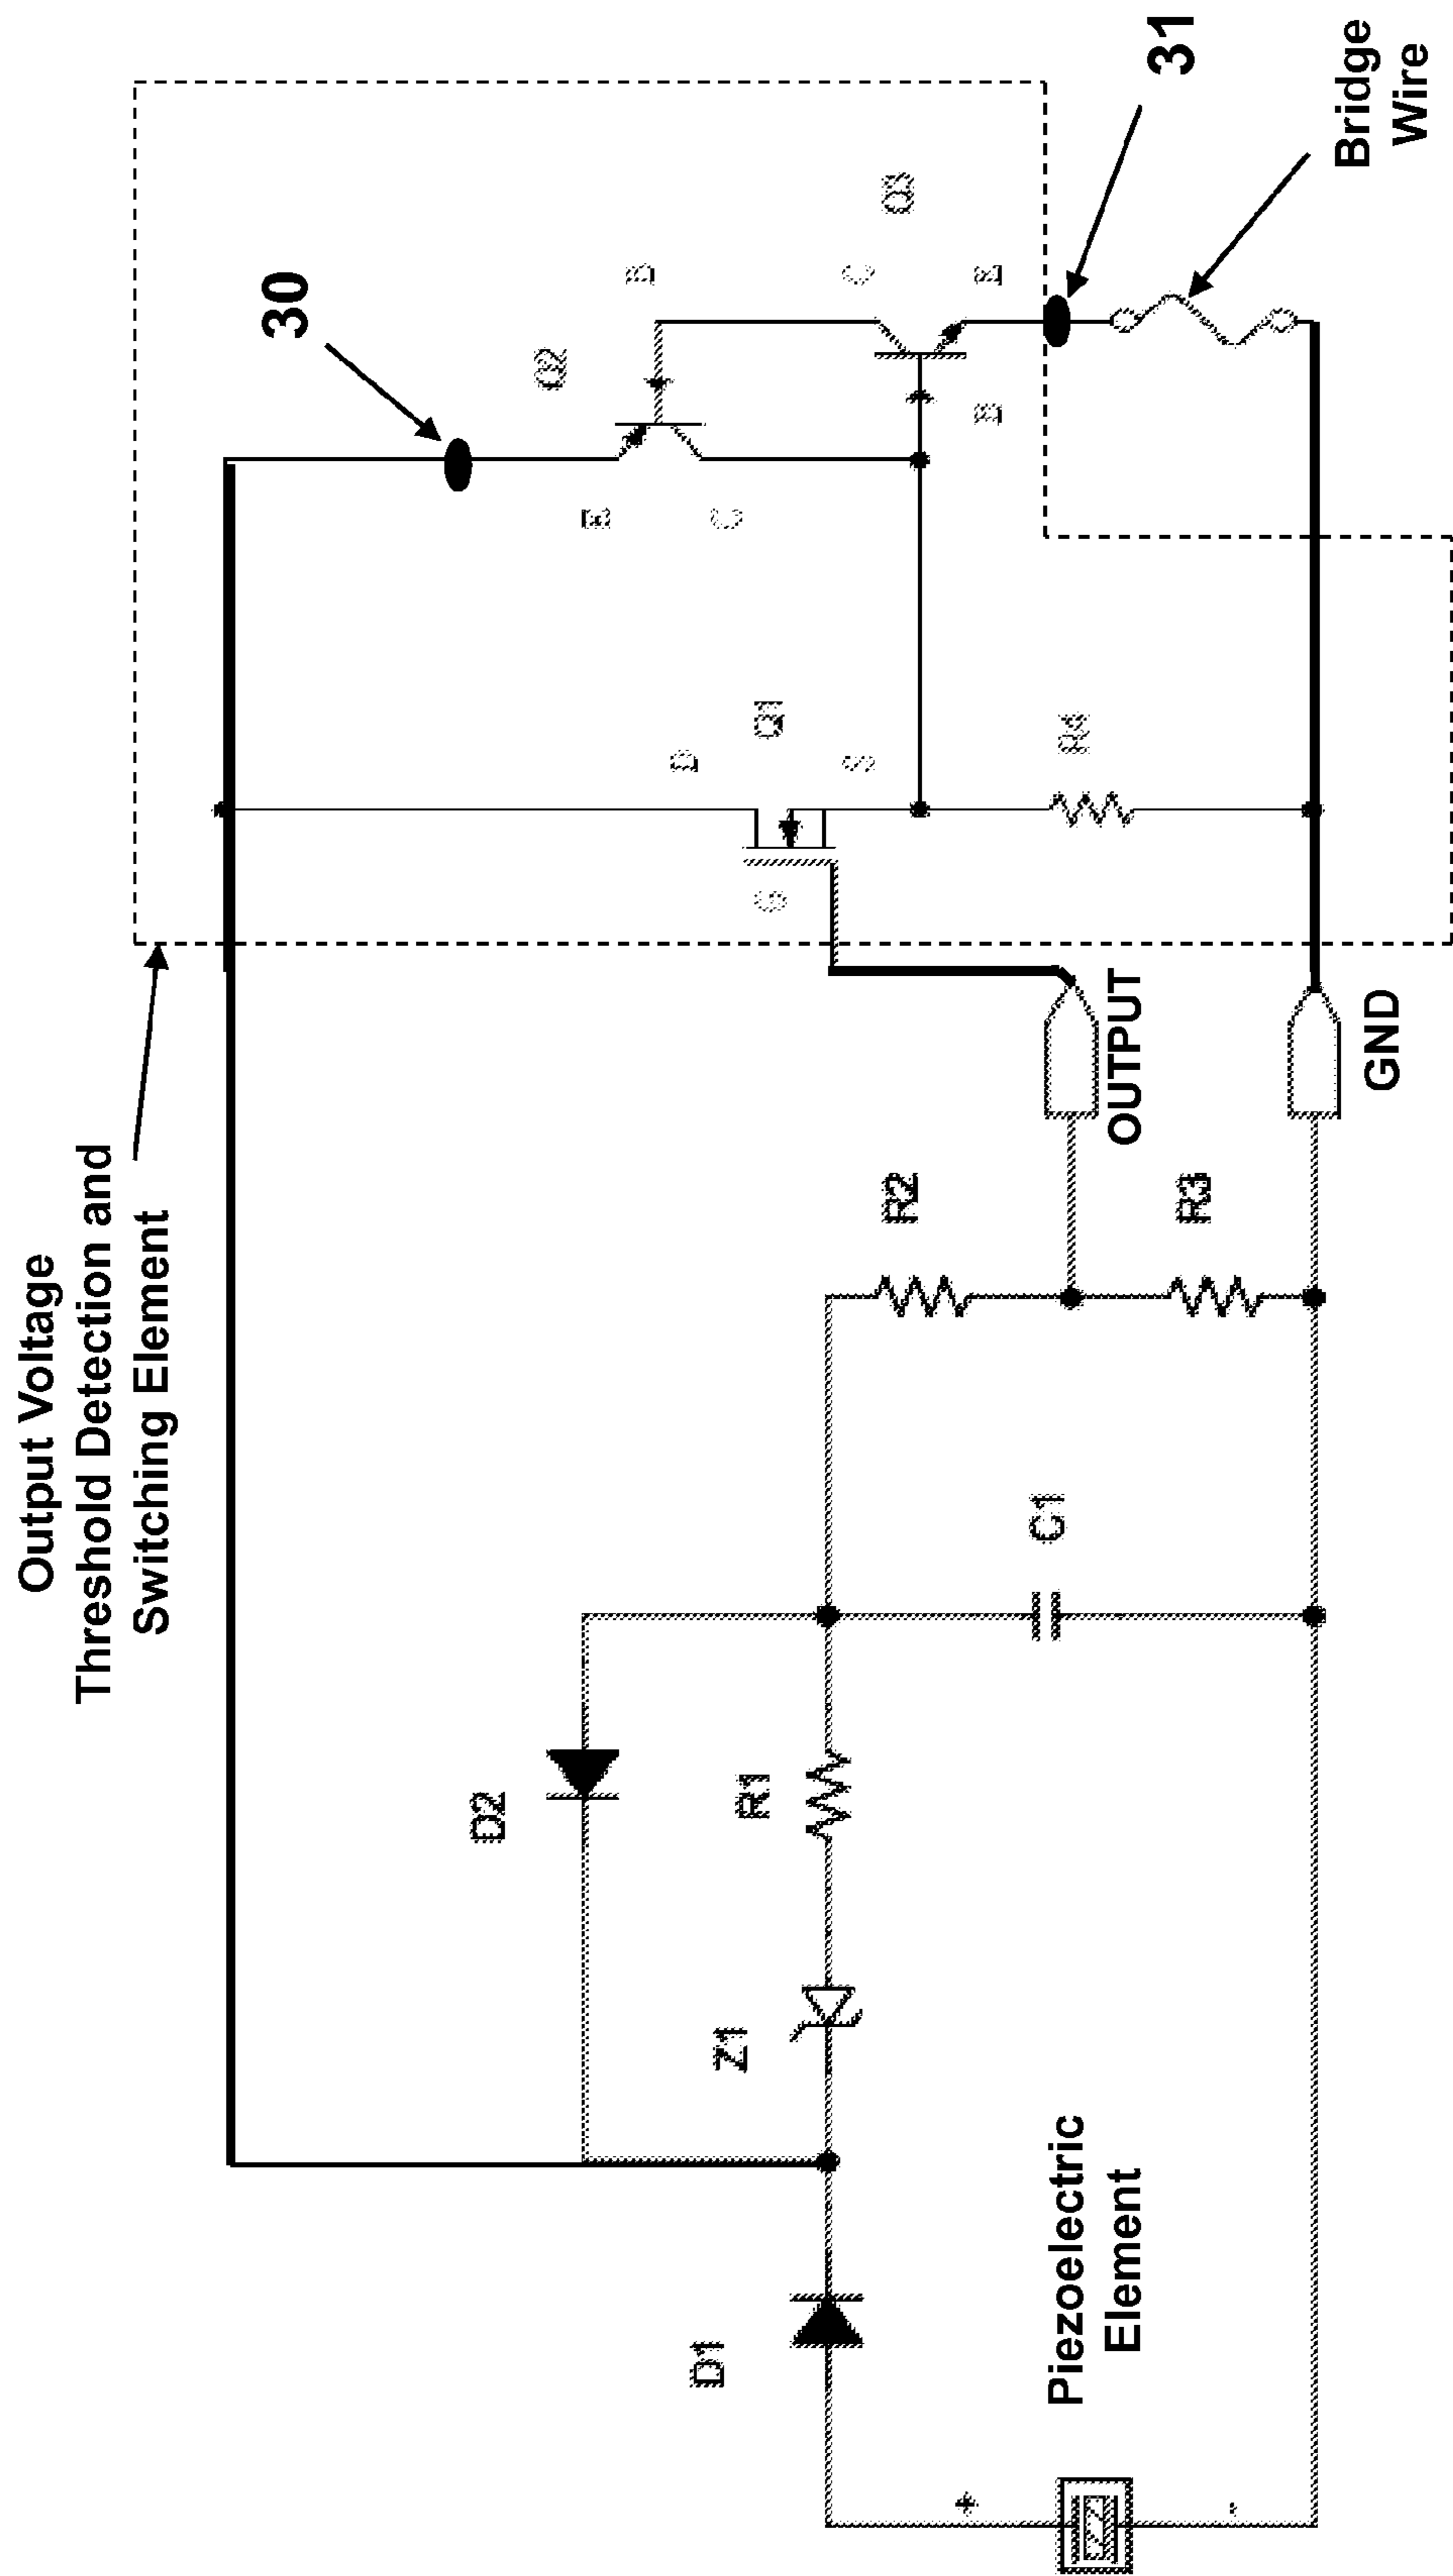 Output Voltage
Threshold Detection and
Switching Element
30
31
Bridge
Wire
Q2
E
C
B
Q3
C
E
B
D
Q1
S
G
R4
D2
R1
Z1
D1
C1
R2
R3
OUTPUT
GND
Piezoelectric
Element
+
-